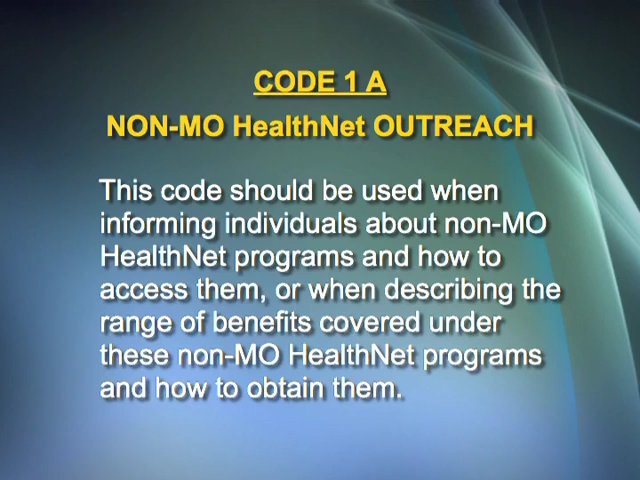 CODE 1 A
NON-MO HealthNet OUTREACH
This code should be used when
informing individuals about non-MO
HealthNet programs and how to
access them, or when describing the
range of benefits covered under
these non-MO HealthNet programs
and how to obtain them.